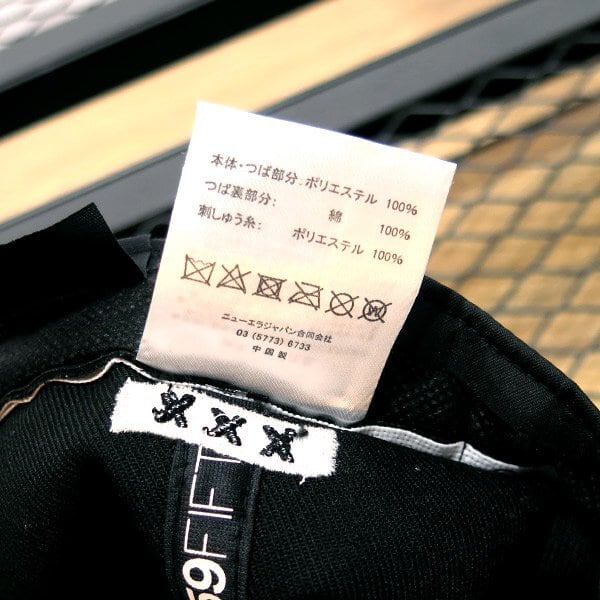 本体・つば部分: ポリエステル 100%
つば裏部分: 綿 100%
刺しゅう糸: ポリエステル 100%
W
ニューエラジャパン合同会社
03 (5773) 6733
中国製
59FIFT